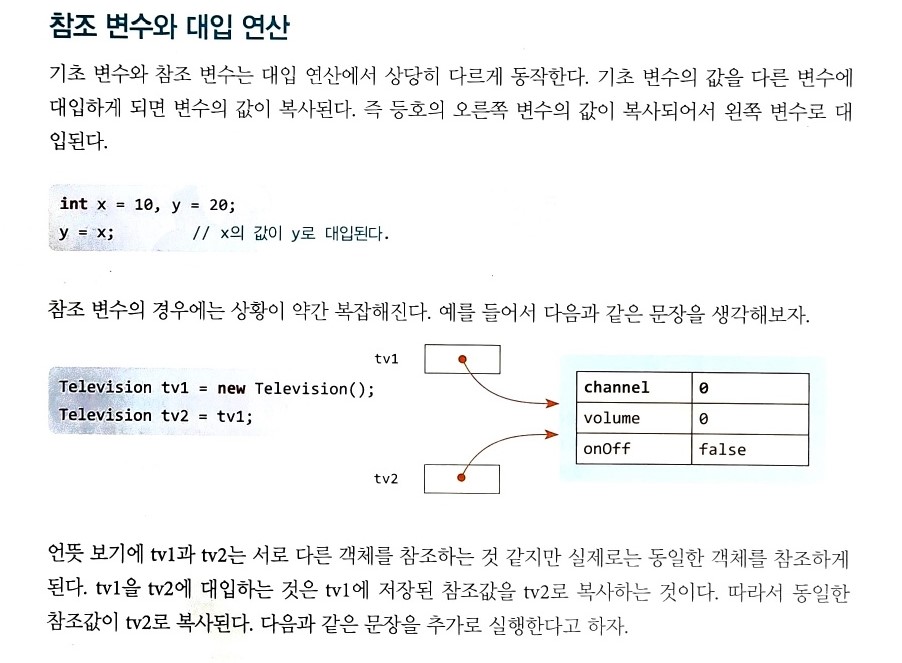 참조 변수와 대입 연산
기초 변수와 참조 변수는 대입 연산에서 상당히 다르게 동작한다. 기초 변수의 값을 다른 변수에
대입하게 되면 변수의 값이 복사된다. 즉 등호의 오른쪽 변수의 값이 복사되어서 왼쪽 변수로 대
입된다.
int x = 10, y = 20;
y = x; // x의 값이 y로 대입된다.
참조 변수의 경우에는 상황이 약간 복잡해진다. 예를 들어서 다음과 같은 문장을 생각해보자.
Television tv1 = new Television();
Television tv2 = tv1;
tv1
tv2
channel 0
volume 0
onOff false
언뜻 보기에 tv1과 tv2는 서로 다른 객체를 참조하는 것 같지만 실제로는 동일한 객체를 참조하게
된다. tv1을 tv2에 대입하는 것은 tv1에 저장된 참조값을 tv2로 복사하는 것이다. 따라서 동일한
참조값이 tv2로 복사된다. 다음과 같은 문장을 추가로 실행한다고 하자.